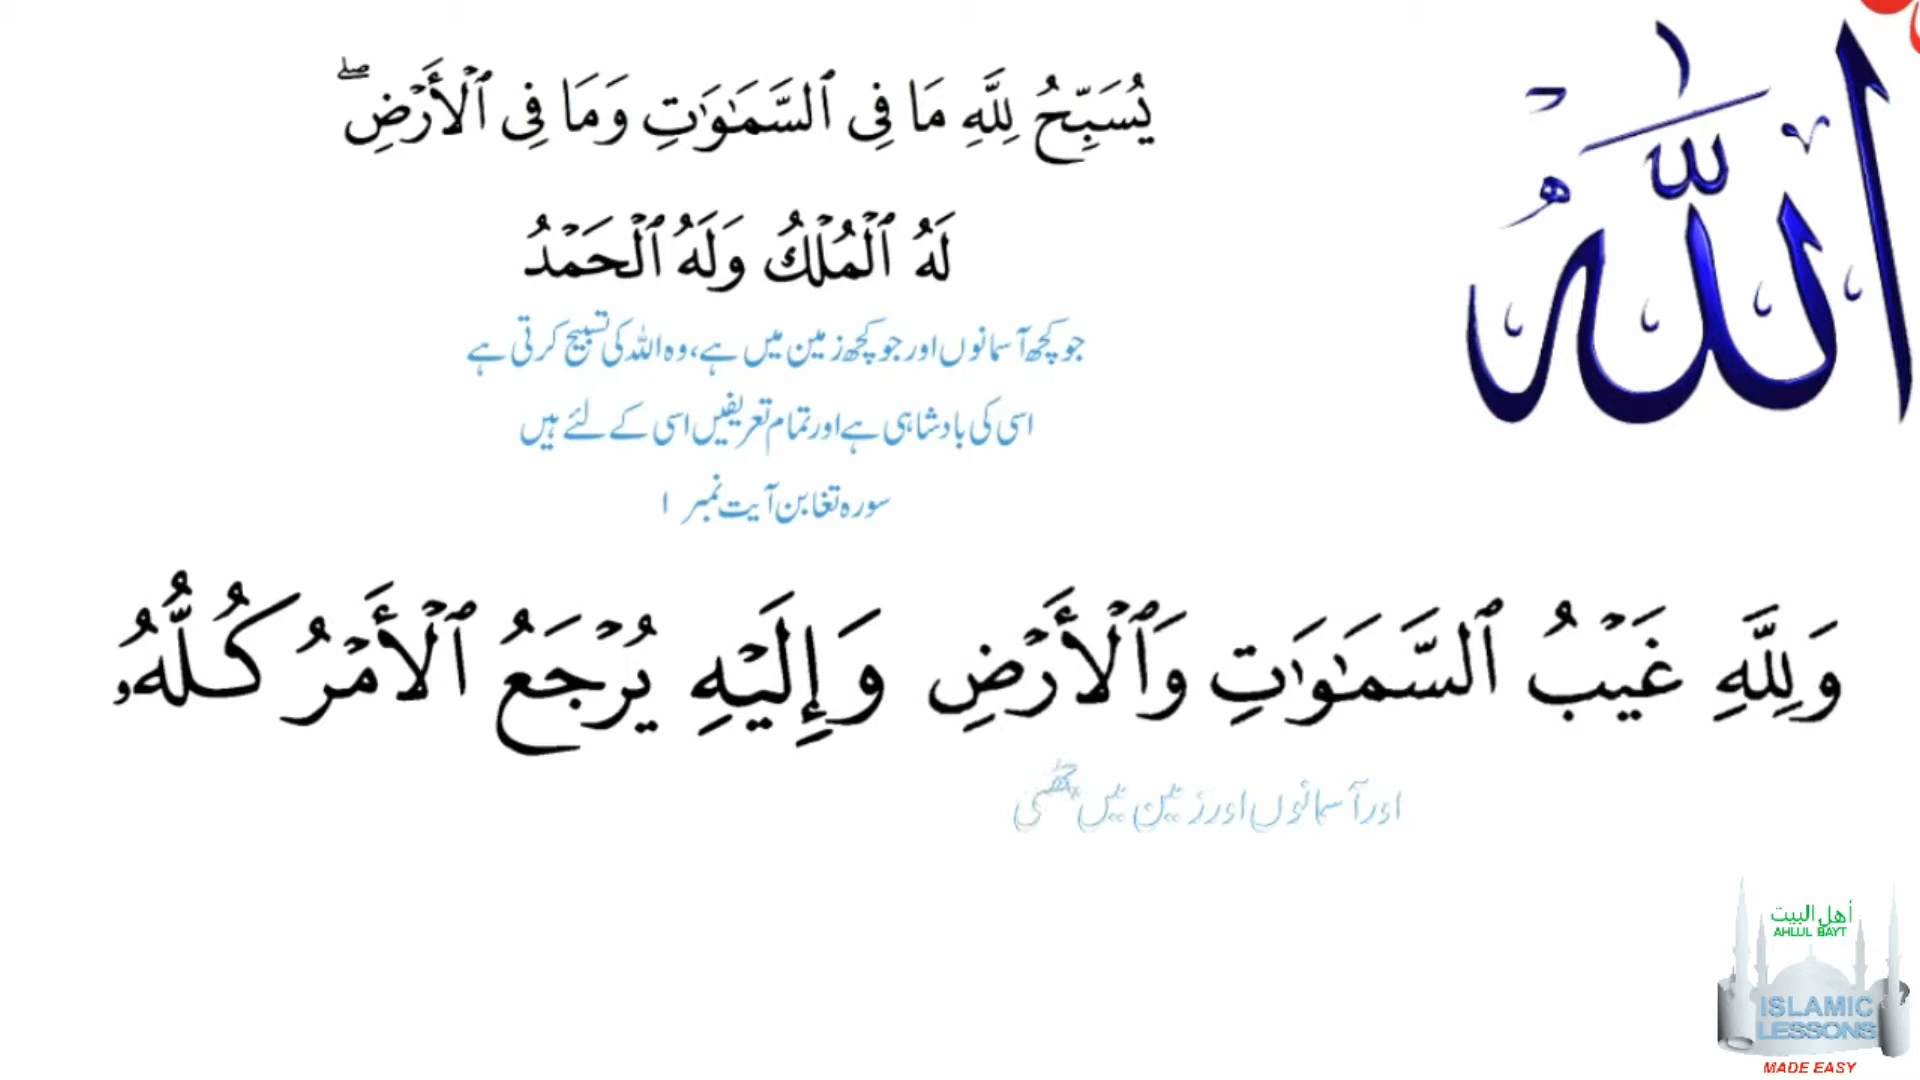 يُسَبِّحُ لِلَّهِ مَا فِى ٱلسَّمَـٰوَٰتِ وَمَا فِى ٱلْأَرْضِ ۖ
لَهُ ٱلْمُلْكُ وَلَهُ ٱلْحَمْدُ
جو کچھ آسمانوں اور جو کچھ زمین میں ہے، وہ اللہ کی تسبیح کرتی ہے
اسی کی بادشاہی ہے اور تمام تعریفیں اسی کے لئے ہیں
سورہ تغابن آیت نمبر ۱
وَلِلَّهِ غَيْبُ ٱلسَّمَـٰوَٰتِ وَٱلْأَرْضِ وَإِلَيْهِ يُرْجَعُ ٱلْأَمْرُ كُلُّهُۥ
اور آسمانوں اور زمین میں
ٱللَّهُ
أهل البيت
AHLUL BAYT
ISLAMIC
LESSONS
MADE EASY